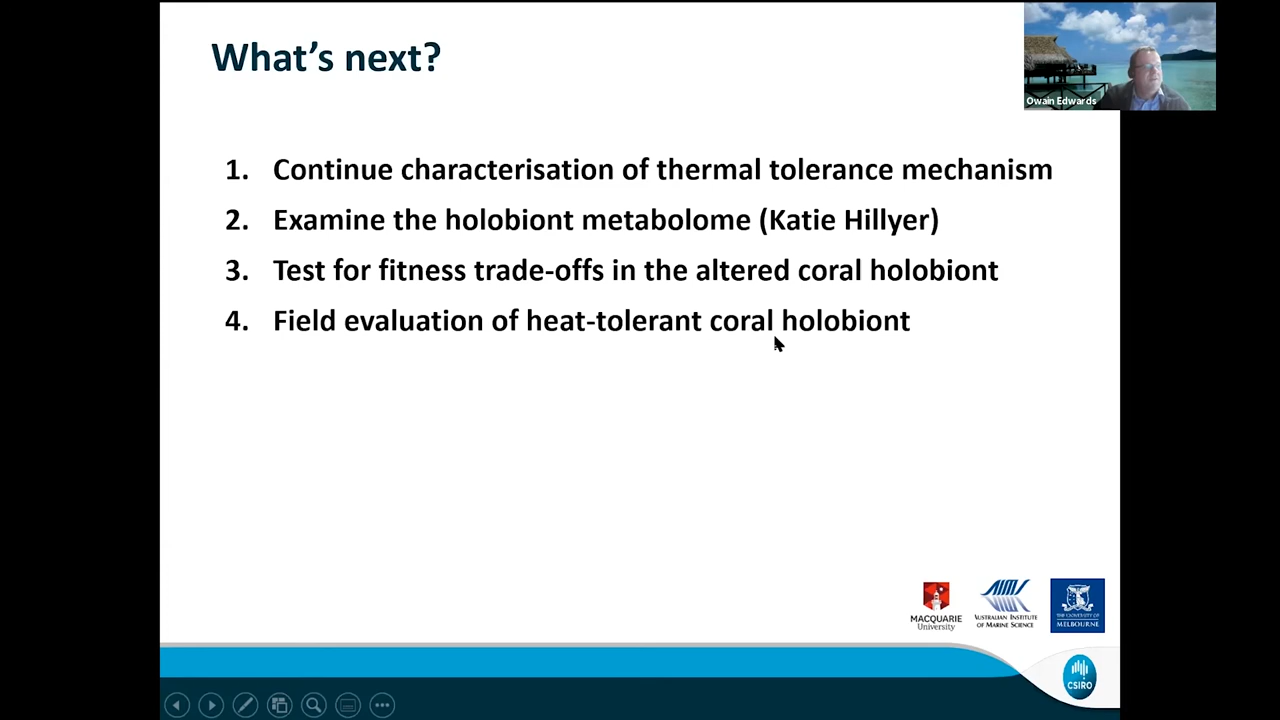 What's next?
Owain Edwards
1. Continue characterisation of thermal tolerance mechanism
2. Examine the holobiont metabolome (Katie Hillyer)
3. Test for fitness trade-offs in the altered coral holobiont
4. Field evaluation of heat-tolerant coral holobiont
MACQUARIE
University
AIMS
AUSTRALIAN INSTITUTE
OF MARINE SCIENCE
THE UNIVERSITY OF
MELBOURNE
CSIRO